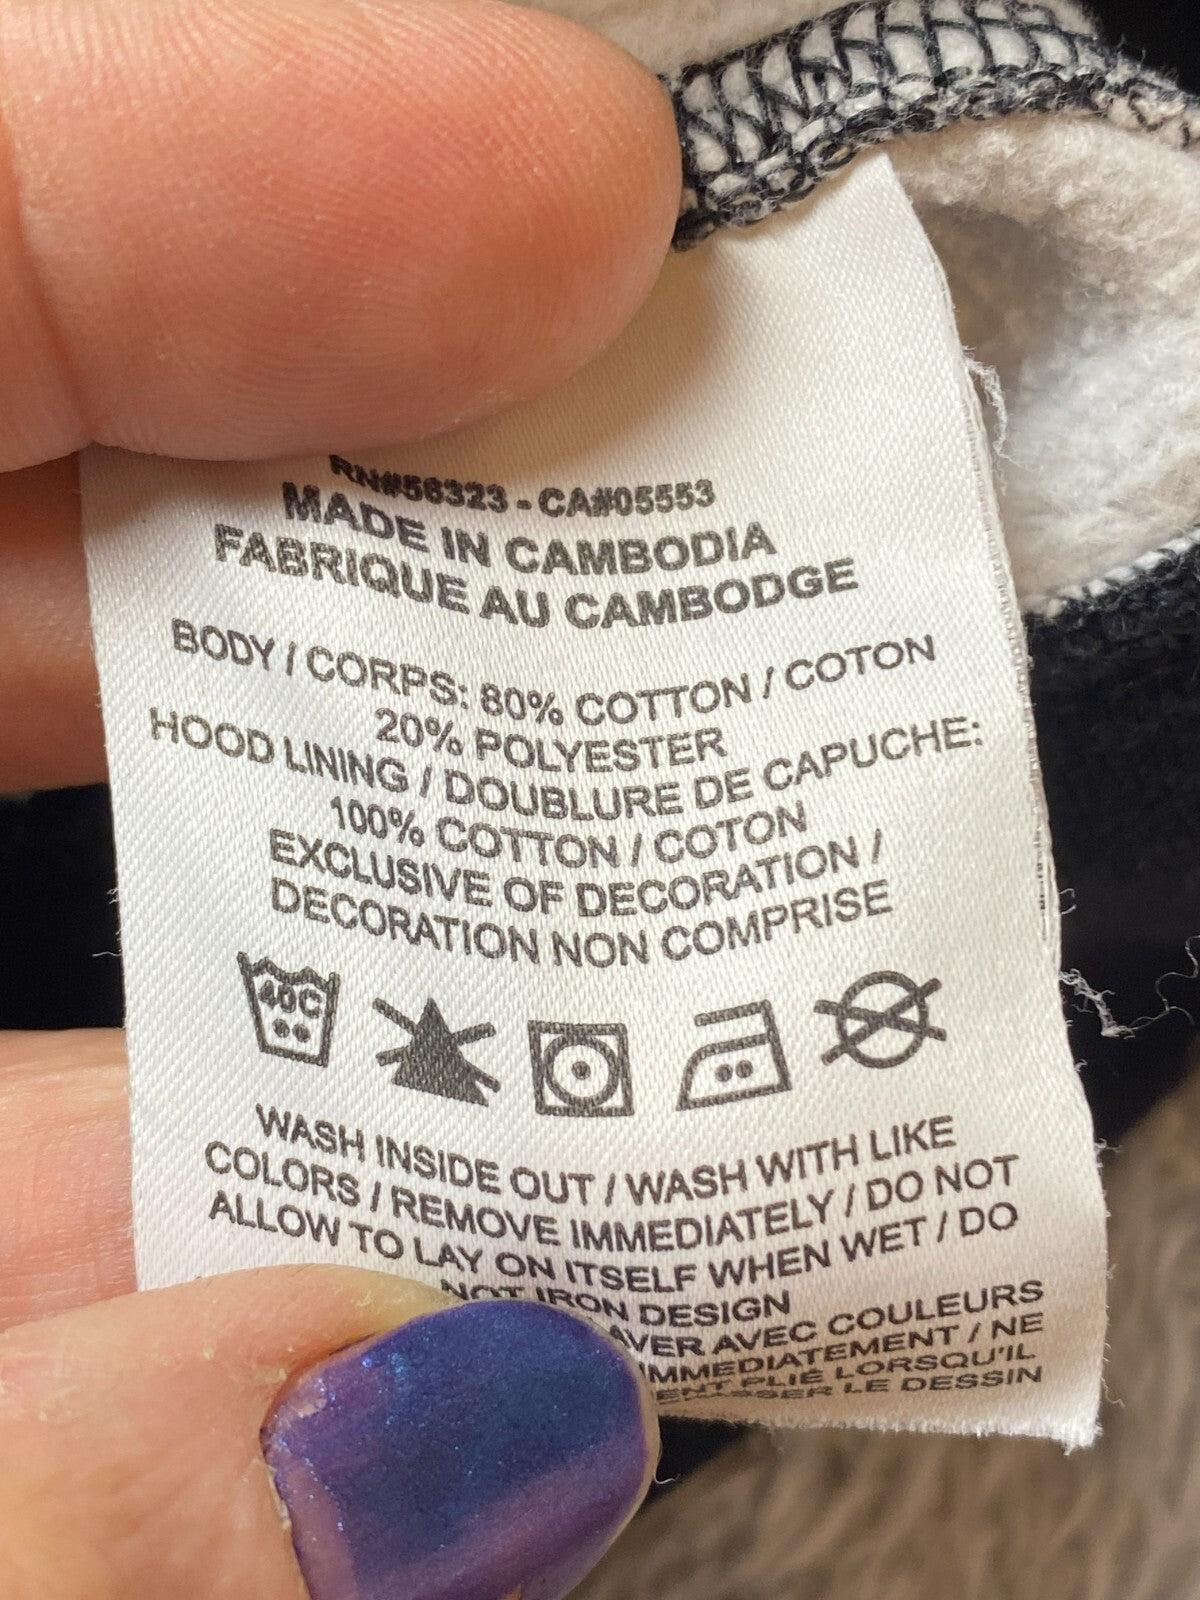 RN#56323 - CA#05553
MADE IN CAMBODIA
FABRIQUE AU CAMBODGE
BODY / CORPS: 80% COTTON / COTON
20% POLYESTER
HOOD LINING / DOUBLURE DE CAPUCHE:
100% COTTON / COTON
EXCLUSIVE OF DECORATION /
DECORATION NON COMPRISE
40C
WASH INSIDE OUT / WASH WITH LIKE
COLORS / REMOVE IMMEDIATELY / DO NOT
ALLOW TO LAY ON ITSELF WHEN WET / DO
NOT IRON DESIGN
AVEC COULEURS
/ NE
PLIÉ LORSQU'IL
LE DESSIN